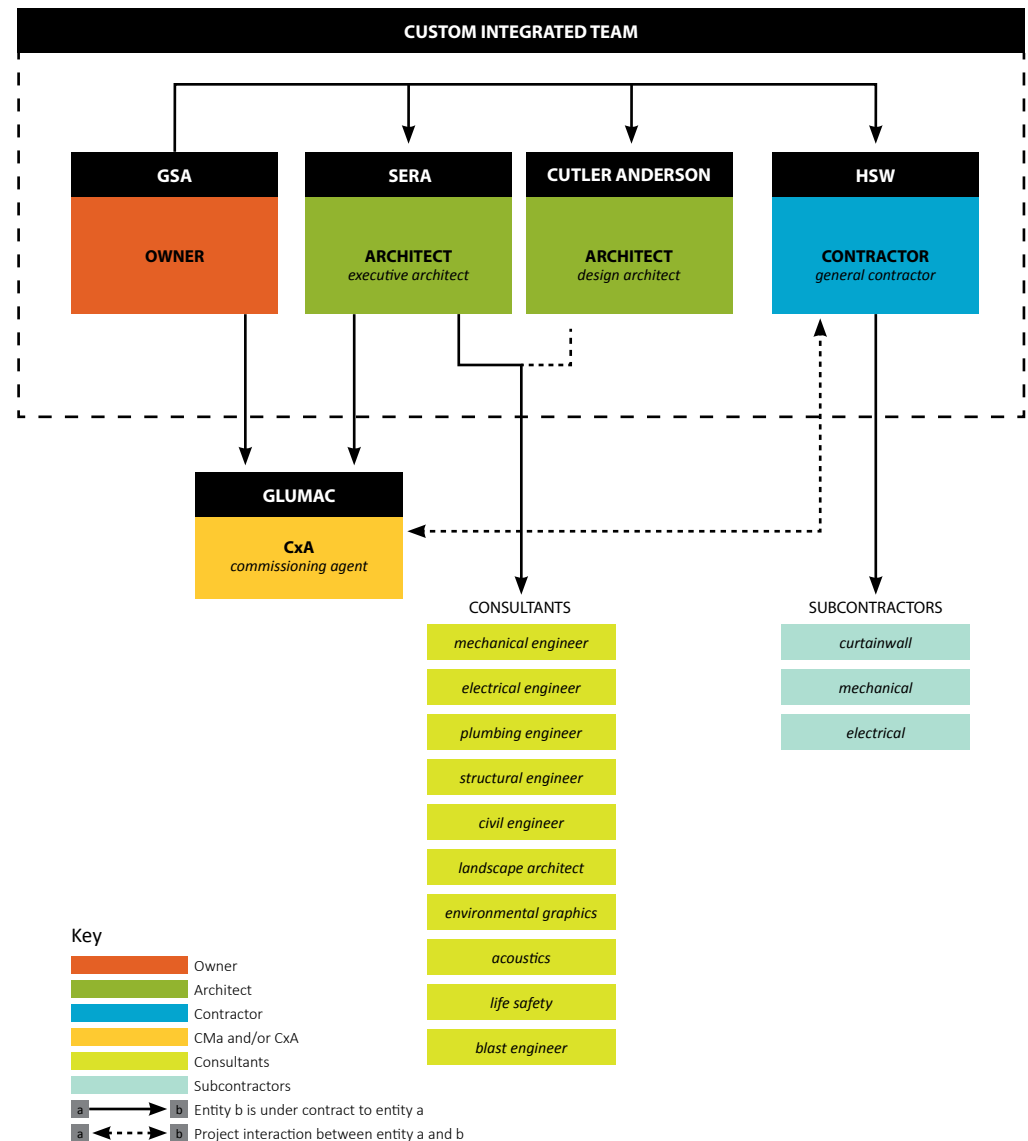 CUSTOM INTEGRATED TEAM
GSA
OWNER
SERA
ARCHITECT
executive architect
CUTLER ANDERSON
ARCHITECT
design architect
HSW
CONTRACTOR
general contractor
GLUMAC
CxA
commissioning agent
CONSULTANTS
mechanical engineer
electrical engineer
plumbing engineer
structural engineer
civil engineer
landscape architect
environmental graphics
acoustics
life safety
blast engineer
SUBCONTRACTORS
curtainwall
mechanical
electrical
Key
Owner
Architect
Contractor
CMa and/or CxA
Consultants
Subcontractors
a b Entity b is under contract to entity a
a b Project interaction between entity a and b